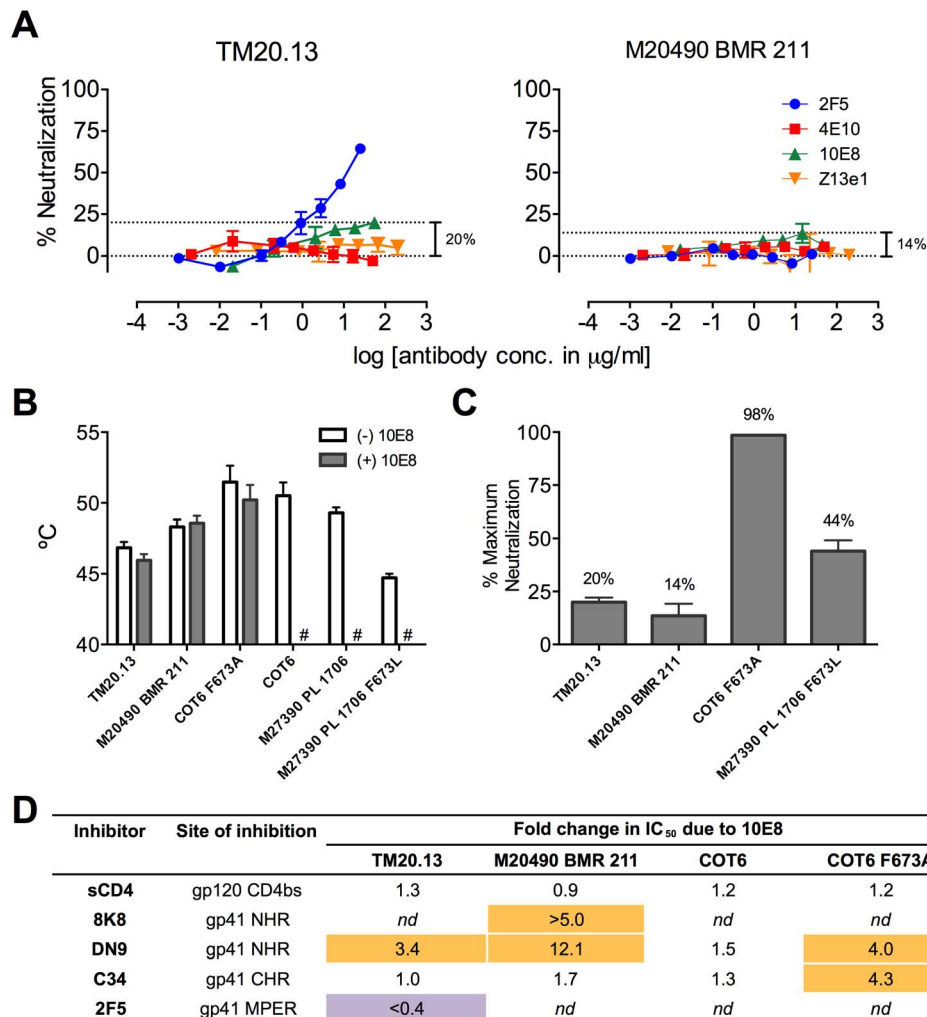 A
TM20.13
M20490 BMR 211
% Neutralization
100
75
50
25
0
20%
-4 -3 -2 -1 0 1 2 3
100
75
50
25
0
2F5
4E10
10E8
Z13e1
14%
-4 -3 -2 -1 0 1 2 3
log [antibody conc. in μg/ml]
B
ºC
55
50
45
40
(-) 10E8
(+) 10E8
# # #
TM20.13
M20490 BMR 211
COT6 F673A
COT6
M27390 PL 1706
M27390 PL 1706 F673L
C
% Maximum
Neutralization
100
75
50
25
0
20%
14%
98%
44%
TM20.13
M20490 BMR 211
COT6 F673A
M27390 PL 1706 F673L
D
Inhibitor Site of inhibition Fold change in IC50 due to 10E8
TM20.13 M20490 BMR 211 COT6 COT6 F673A
sCD4 gp120 CD4bs 1.3 0.9 1.2 1.2
8K8 gp41 NHR nd >5.0 nd nd
DN9 gp41 NHR 3.4 12.1 1.5 4.0
C34 gp41 CHR 1.0 1.7 1.3 4.3
2F5 gp41 MPER <0.4 nd nd nd